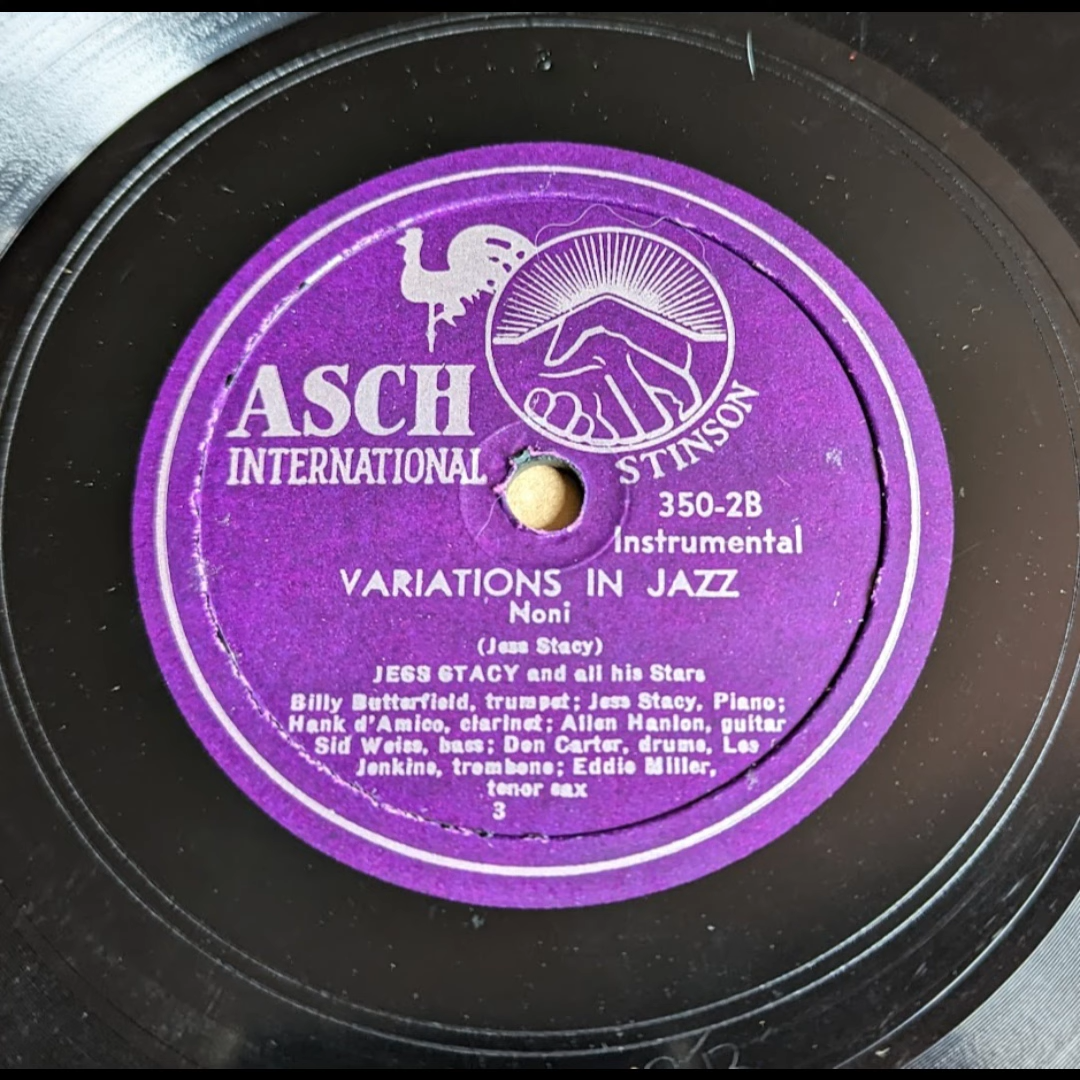 ASCH
INTERNATIONAL
STINSON
350-2B
Instrumental
VARIATIONS IN JAZZ
Noni
(Jess Stacy)
JESS STACY and all his Stars
Billy Butterfield, trumpet; Jess Stacy, Piano;
Hank d'Amico, clarinet; Allen Hanlon, guitar
Sid Weiss, bass; Don Carter, drums, Les
Jenkins, trombone; Eddie Miller,
tenor sax
3